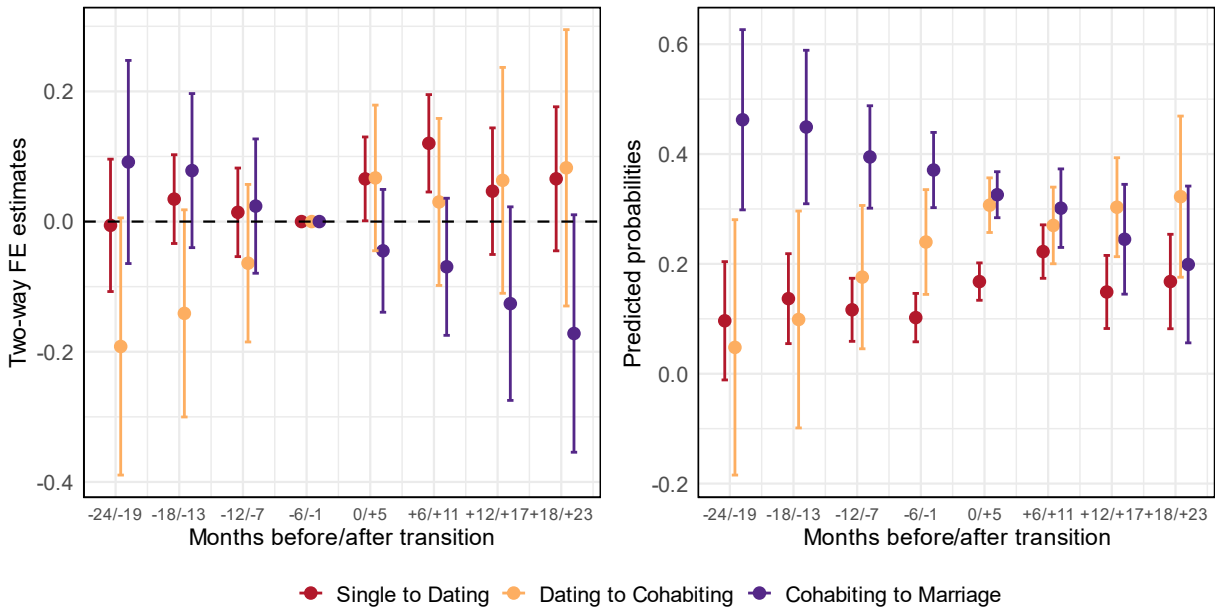 Two-way FE estimates
0.2
0.0
-0.2
-0.4
-24/-19 -18/-13 -12/-7 -6/-1 0/+5 +6/+11 +12/+17 +18/+23
Months before/after transition
Predicted probabilities
0.6
0.4
0.2
0.0
-0.2
-24/-19 -18/-13 -12/-7 -6/-1 0/+5 +6/+11 +12/+17 +18/+23
Months before/after transition
Single to Dating Dating to Cohabiting Cohabiting to Marriage